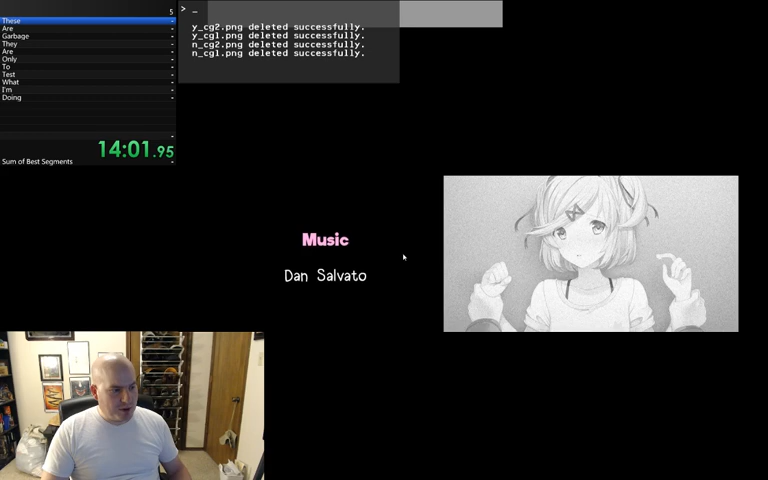 5
These -
Are -
Garbage -
They -
Are -
Only -
To -
Test -
What -
I'm -
Doing -
-
14:01.95
Sum of Best Segments -
> _
y_cg2.png deleted successfully.
y_cg1.png deleted successfully.
n_cg2.png deleted successfully.
n_cg1.png deleted successfully.
Music
Dan Salvato